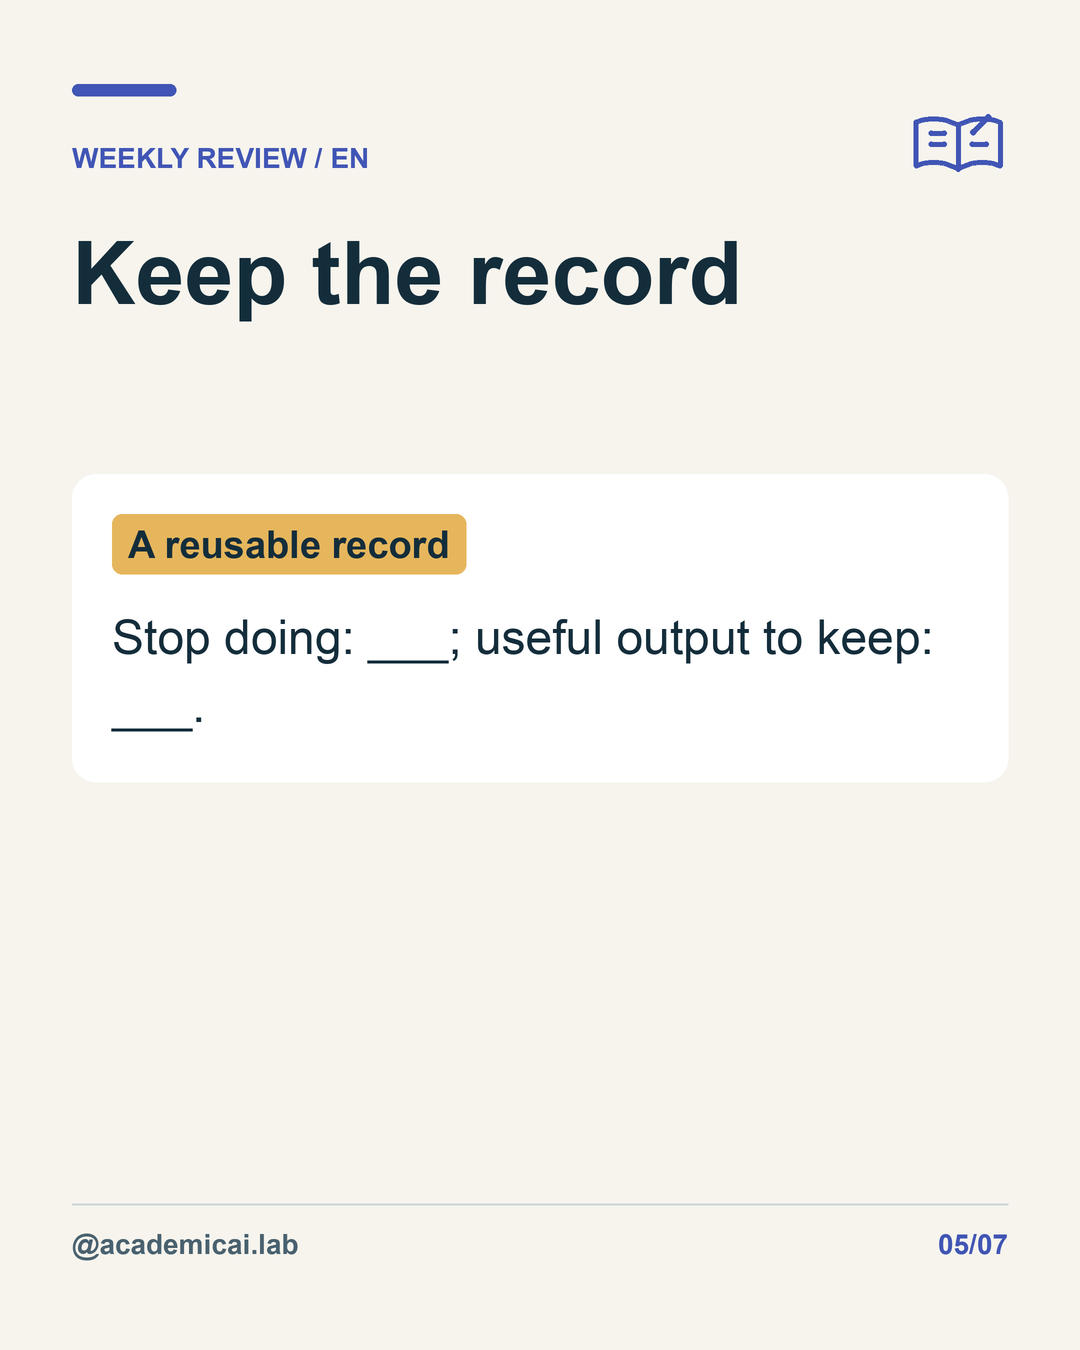 WEEKLY REVIEW / EN
Keep the record
A reusable record
Stop doing: ___; useful output to keep:
___.
@academicai.lab
05/07